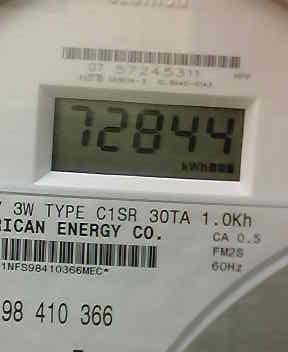 07 57245311
72844
kWh
3W TYPE C1SR 30TA 1.0Kh
RICAN ENERGY CO.
CA 0.5
FM2S
60Hz
1NFS98410366MEC*
98 410 366